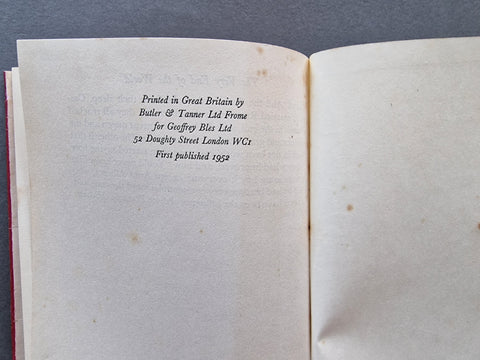 Printed in Great Britain by
Butler & Tanner Ltd Frome
for Geoffrey Bles Ltd
52 Doughty Street London WC1
First published 1952